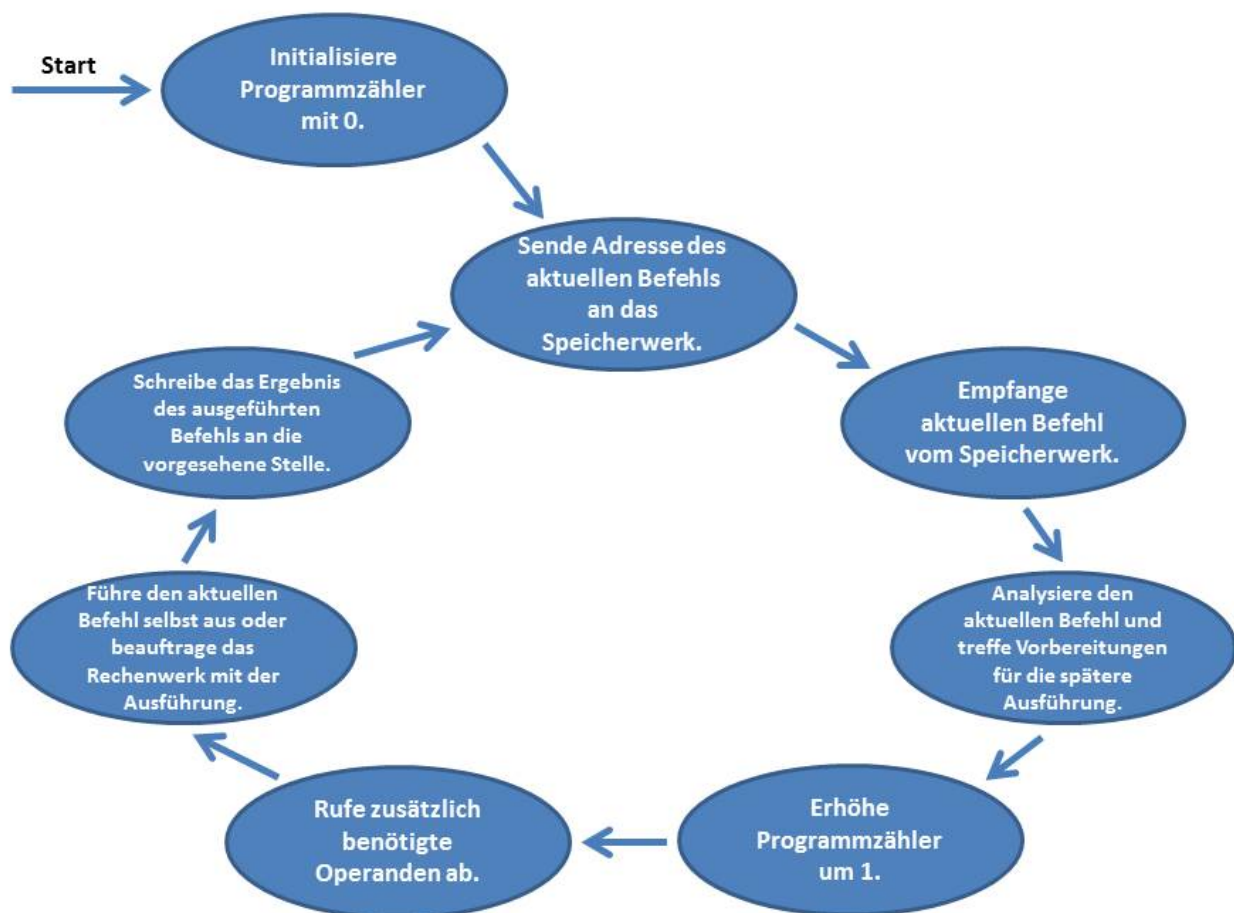 Start
Initialisiere
Programmzähler
mit 0.
Sende Adresse des
aktuellen Befehls
an das
Speicherwerk.
Empfange
aktuellen Befehl
vom Speicherwerk.
Analysiere den
aktuellen Befehl und
treffe Vorbereitungen
für die spätere
Ausführung.
Erhöhe
Programmzähler
um 1.
Rufe zusätzlich
benötigte
Operanden ab.
Führe den aktuellen
Befehl selbst aus oder
beauftrage das
Rechenwerk mit der
Ausführung.
Schreibe das Ergebnis
des ausgeführten
Befehls an die
vorgesehene Stelle.